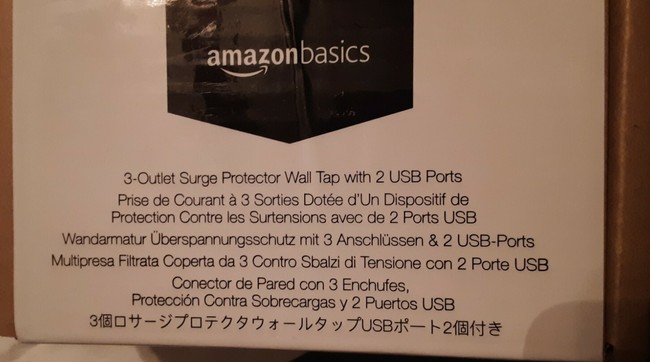 amazonbasics
3-Outlet Surge Protector Wall Tap with 2 USB Ports
Prise de Courant à 3 Sorties Dotée d'Un Dispositif de
Protection Contre les Surtensions avec de 2 Ports USB
Wandarmatur Überspannungsschutz mit 3 Anschlüssen & 2 USB-Ports
Multipresa Filtrata Coperta da 3 Contro Sbalzi di Tensione con 2 Porte USB
Conector de Pared con 3 Enchufes,
Protección Contra Sobrecargas y 2 Puertos USB
3個口サージプロテクタウォールタップUSBポート2個付き